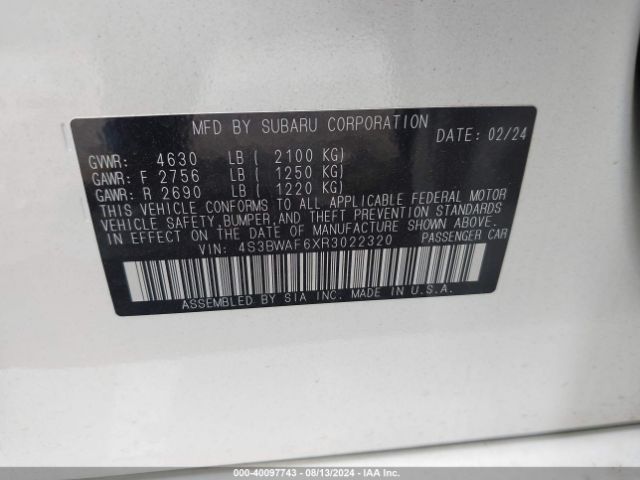 MFD BY SUBARU CORPORATION DATE: 02/24
GVWR: 4630 LB ( 2100 KG)
GAWR: F 2756 LB ( 1250 KG)
GAWR: R 2690 LB ( 1220 KG)
THIS VEHICLE CONFORMS TO ALL APPLICABLE FEDERAL MOTOR
VEHICLE SAFETY, BUMPER,AND THEFT PREVENTION STANDARDS
IN EFFECT ON THE DATE OF MANUFACTURE SHOWN ABOVE.
VIN: 4S3BWAF6XR3022320 PASSENGER CAR
ASSEMBLED BY SIA INC. MADE IN U.S.A.
000-40097743 - 08/13/2024 - IAA Inc.